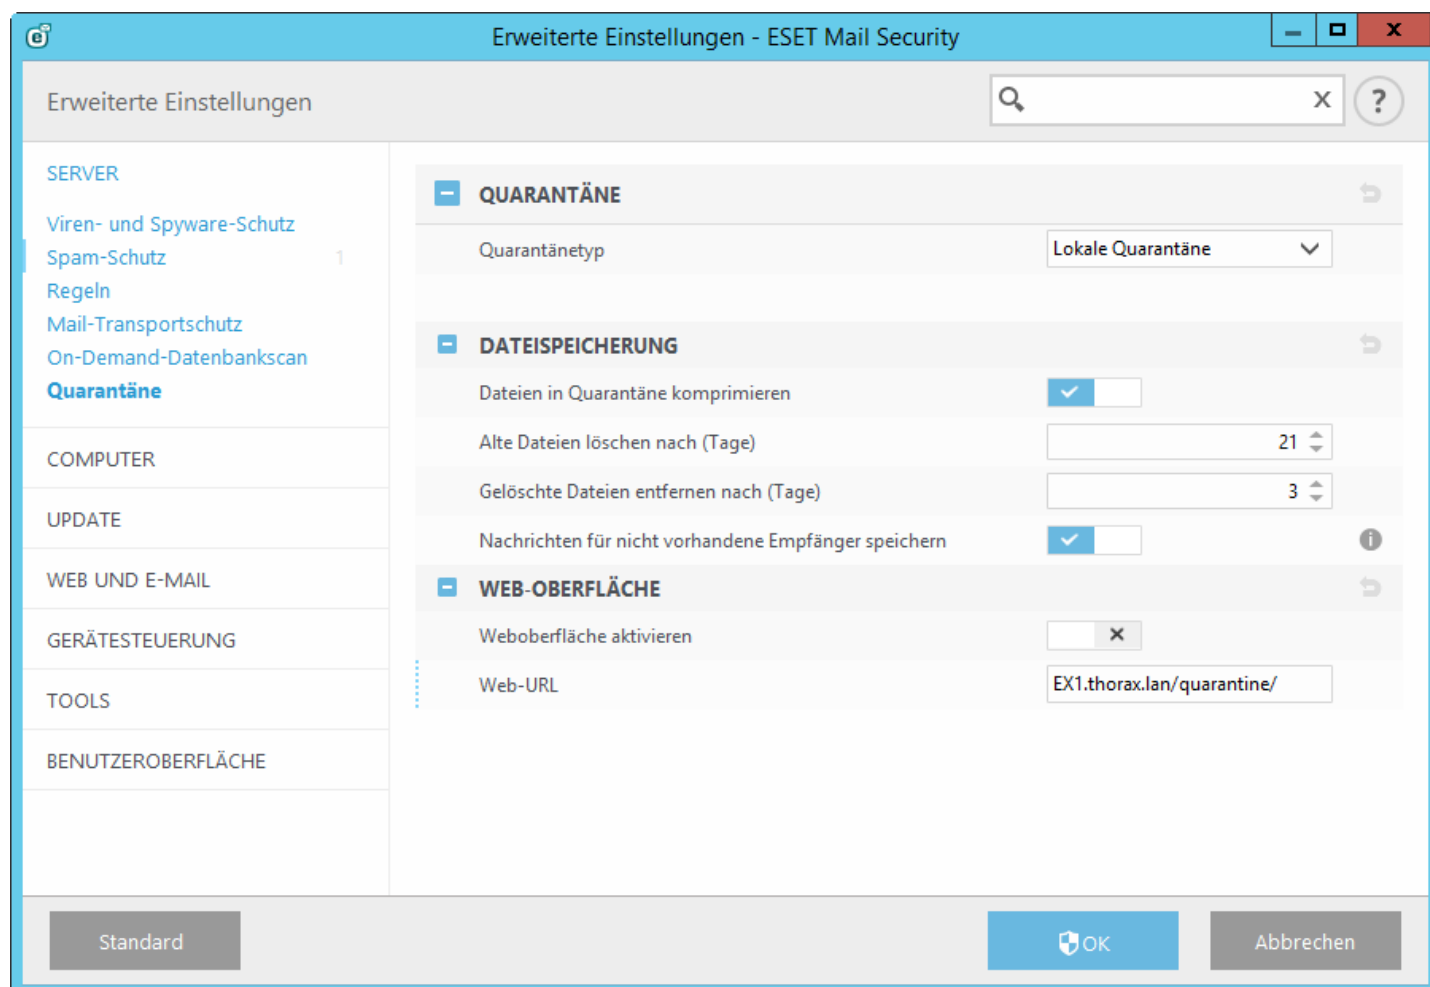 Erweiterte Einstellungen - ESET Mail Security
Erweiterte Einstellungen
SERVER
Viren- und Spyware-Schutz
Spam-Schutz 1
Regeln
Mail-Transportschutz
On-Demand-Datenbankscan
Quarantäne
COMPUTER
UPDATE
WEB UND E-MAIL
GERÄTESTEUERUNG
TOOLS
BENUTZEROBERFLÄCHE
QUARANTÄNE
Quarantänetyp Lokale Quarantäne
DATEISPEICHERUNG
Dateien in Quarantäne komprimieren
Alte Dateien löschen nach (Tage) 21
Gelöschte Dateien entfernen nach (Tage) 3
Nachrichten für nicht vorhandene Empfänger speichern
WEB-OBERFLÄCHE
Weboberfläche aktivieren
Web-URL EX1.thorax.lan/quarantine/
Standard
OK
Abbrechen